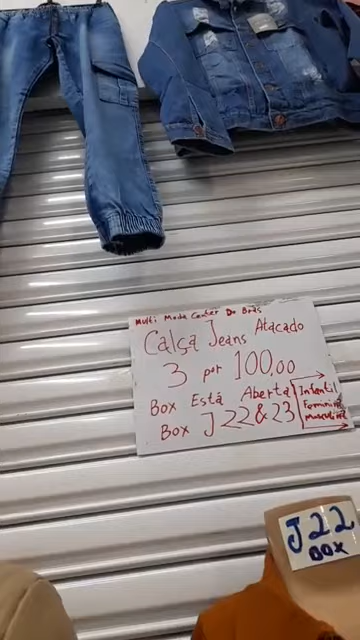 Multi Moda Center Do Brás
Calça Jeans Atacado
3 por 100,00
Box Está Aberta
Box J22&23
Infantil
Feminino
Masculino
J22
BOX